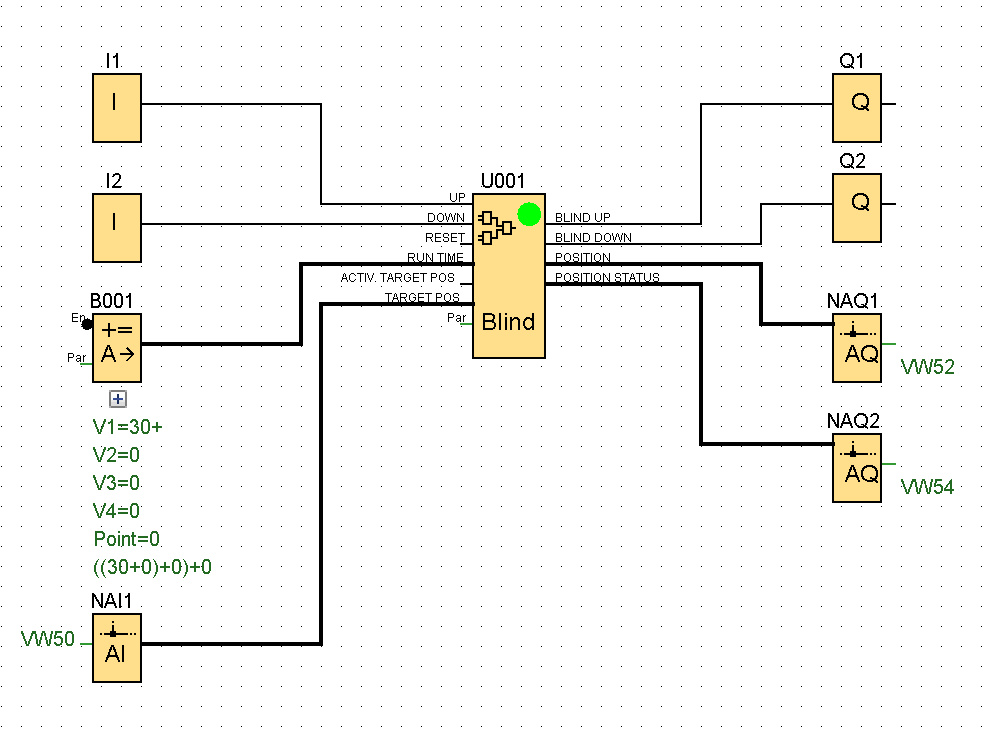 I1
I
I2
I
B001
En
+=
A→
Par
V1=30+
V2=0
V3=0
V4=0
Point=0
((30+0)+0)+0
NAI1
VW50
AI
U001
UP
DOWN
RESET
RUN TIME
ACTIV. TARGET POS
TARGET POS
Par
Blind
BLIND UP
BLIND DOWN
POSITION
POSITION STATUS
Q1
Q
Q2
Q
NAQ1
AQ
VW52
NAQ2
AQ
VW54